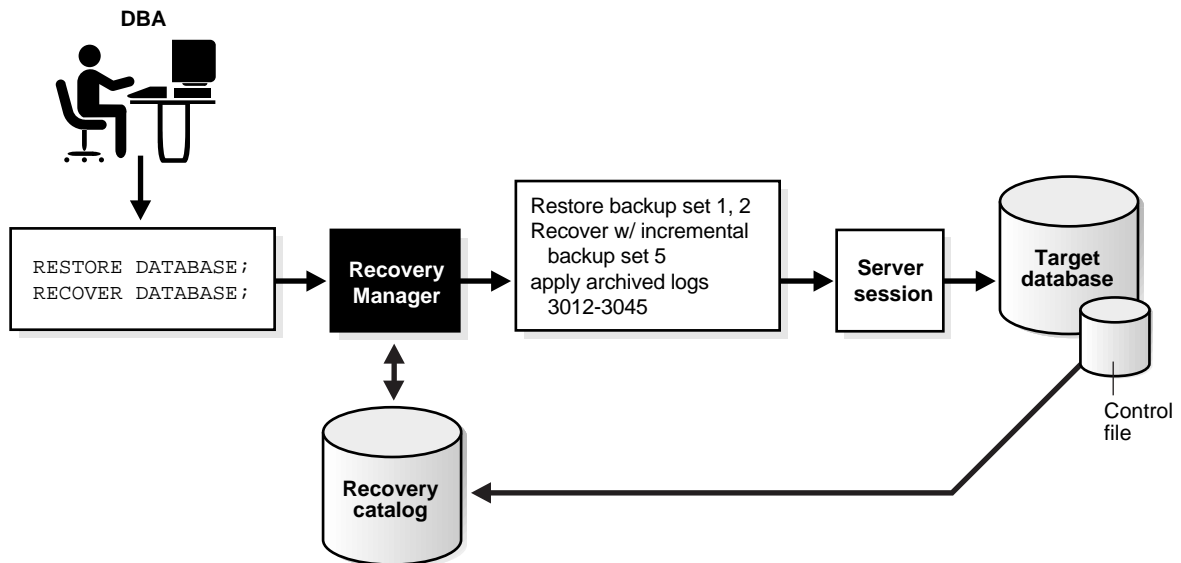 DBA
RESTORE DATABASE;
RECOVER DATABASE;
Recovery
Manager
Restore backup set 1, 2
Recover w/ incremental
backup set 5
apply archived logs
3012-3045
Server
session
Target
database
Control
file
Recovery
catalog